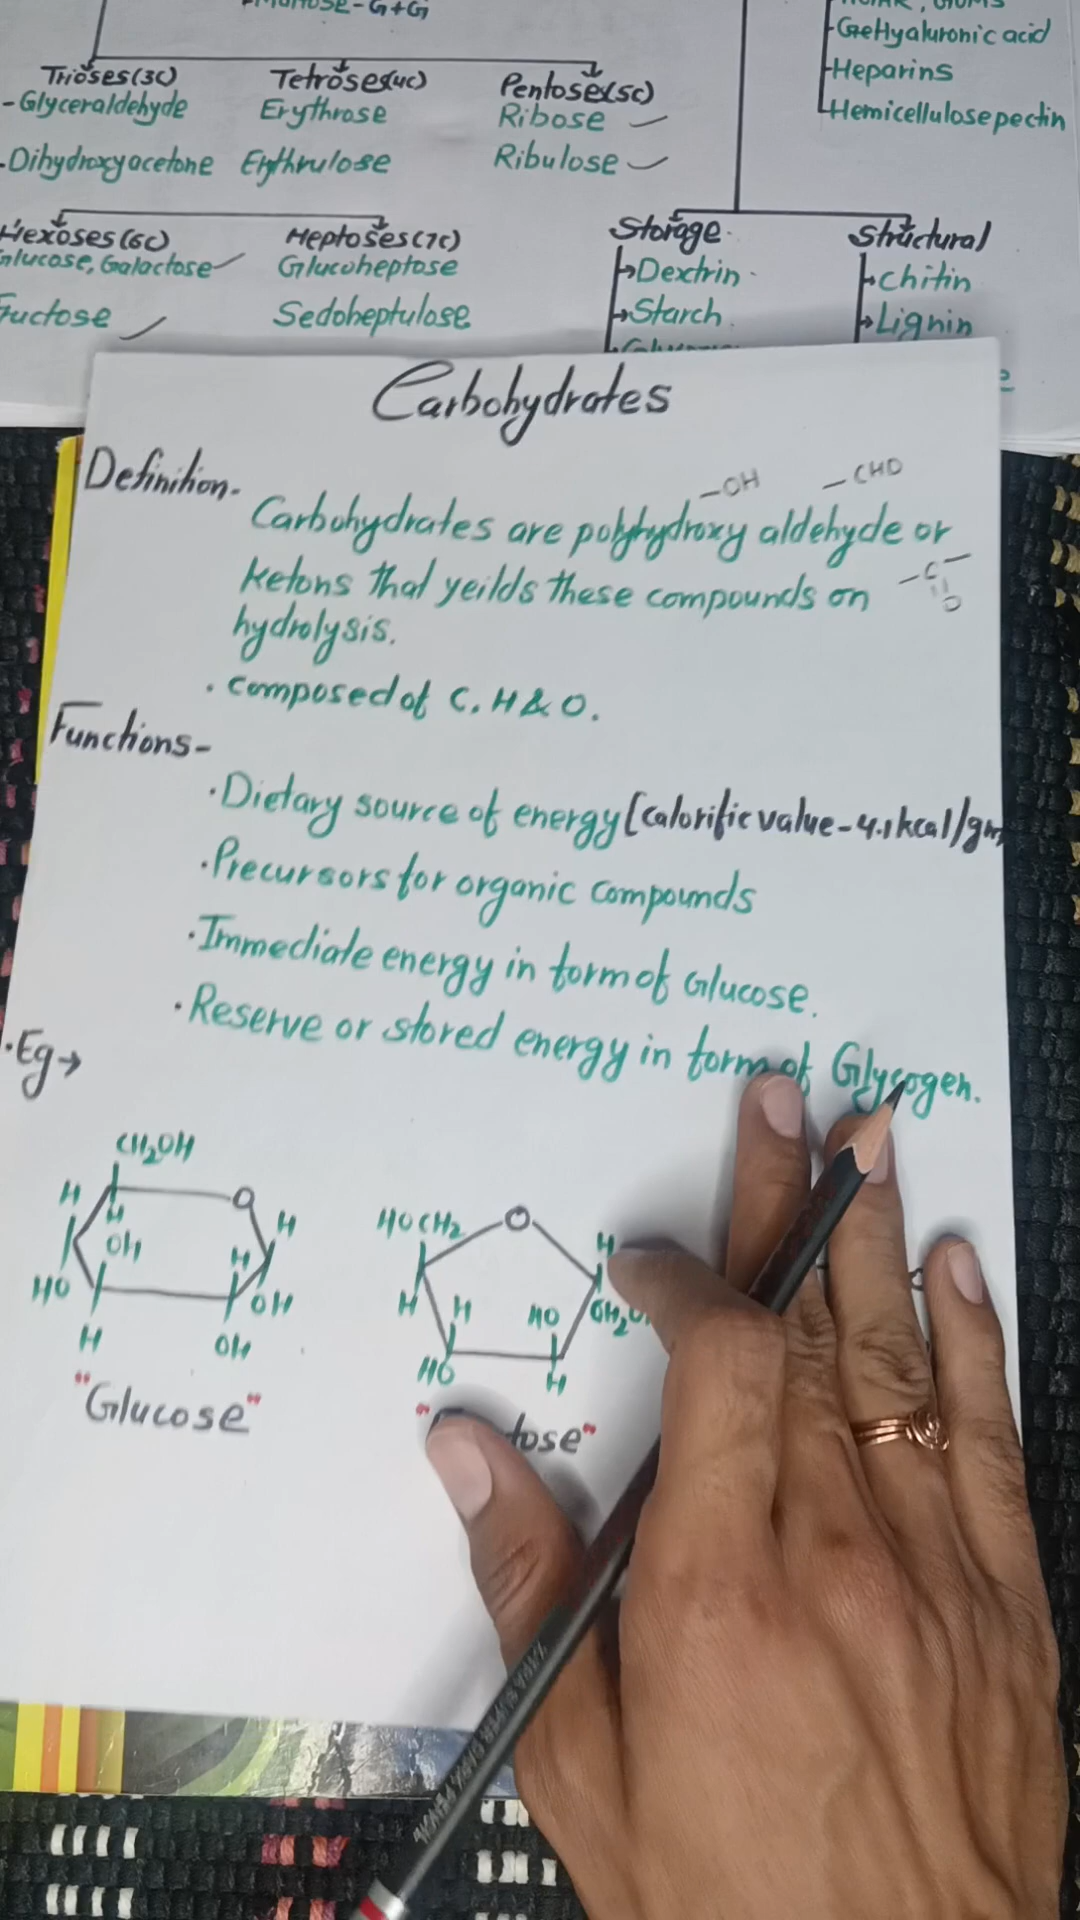 - G+G
Trioses(3C) Tetroses(4C) Pentoses(5C)
-Glyceraldehyde Erythrose Ribose
-Dihydroxyacetone Erythrulose Ribulose
Hexoses(6C) Heptoses(7C)
Glucose, Galactose Glucoheptose
Fuctose Sedoheptulose
Hyaluronic acid
Heparins
Hemicellulose pectin
Storage Structural
Dextrin Chitin
Starch Lignin
Carbohydrates
Definition-
-OH -CHO
Carbohydrates are polyhydroxy aldehyde or
ketons that yeilds these compounds on
-C-
O
hydrolysis.
• Composed of C, H & O.
Functions-
• Dietary source of energy [calorific value-4.1kcal/gm
• Precursors for organic compounds
• Immediate energy in form of Glucose.
• Reserve or stored energy in form of Glycogen.
• Eg→
CH₂OH
H O
H H
OH H
HO OH
H OH
"Glucose"
HOCH₂ O H
H H HO
HO H
tose"